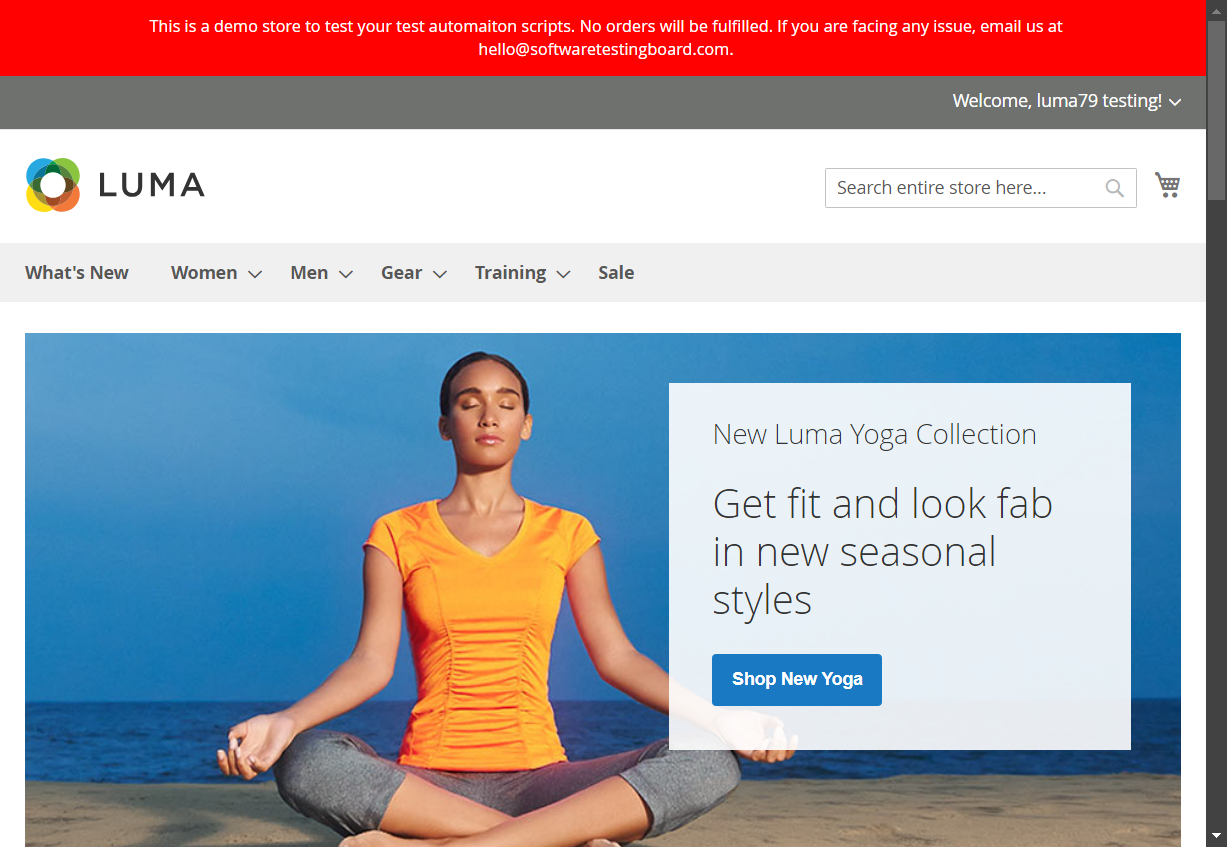 This is a demo store to test your test automaiton scripts. No orders will be fulfilled. If you are facing any issue, email us at
hello@softwaretestingboard.com.
Welcome, luma79 testing!
LUMA
Search entire store here...
What's New Women Men Gear Training Sale
New Luma Yoga Collection
Get fit and look fab
in new seasonal
styles
Shop New Yoga